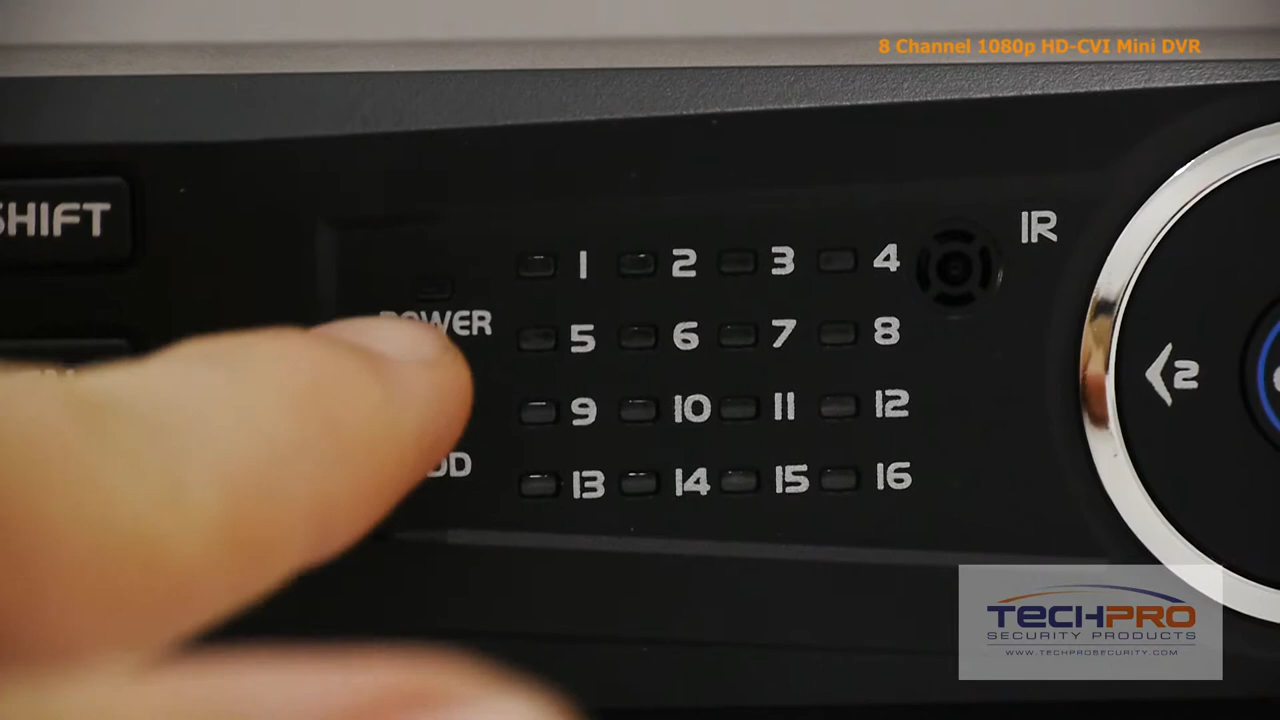 8 Channel 1080p HD-CVI Mini DVR
SHIFT
IR
POWER
1 2 3 4
5 6 7 8
9 10 11 12
13 14 15 16
<2
TECHPRO
SECURITY PRODUCTS
WWW.TECHPROSECURITY.COM